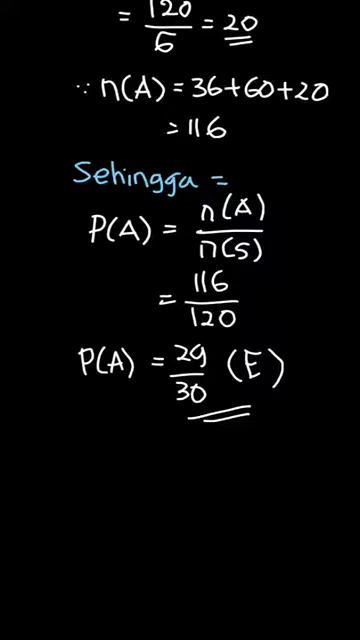 = 120/6 = 20
∵ n(A) = 36+60+20
= 116
Sehingga =
P(A) = n(A)/n(S)
= 116/120
P(A) = 29/30 (E)